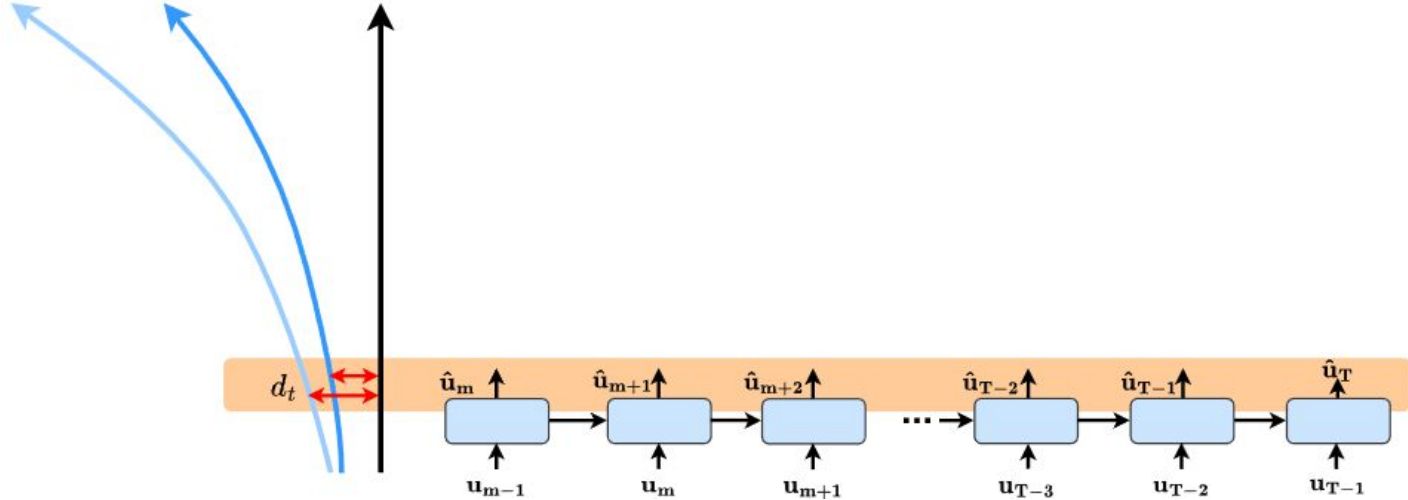 û_m û_{m+1} û_{m+2} û_{T−2} û_{T−1} û_T
d_t
... 
u_{m−1} u_m u_{m+1} u_{T−3} u_{T−2} u_{T−1}